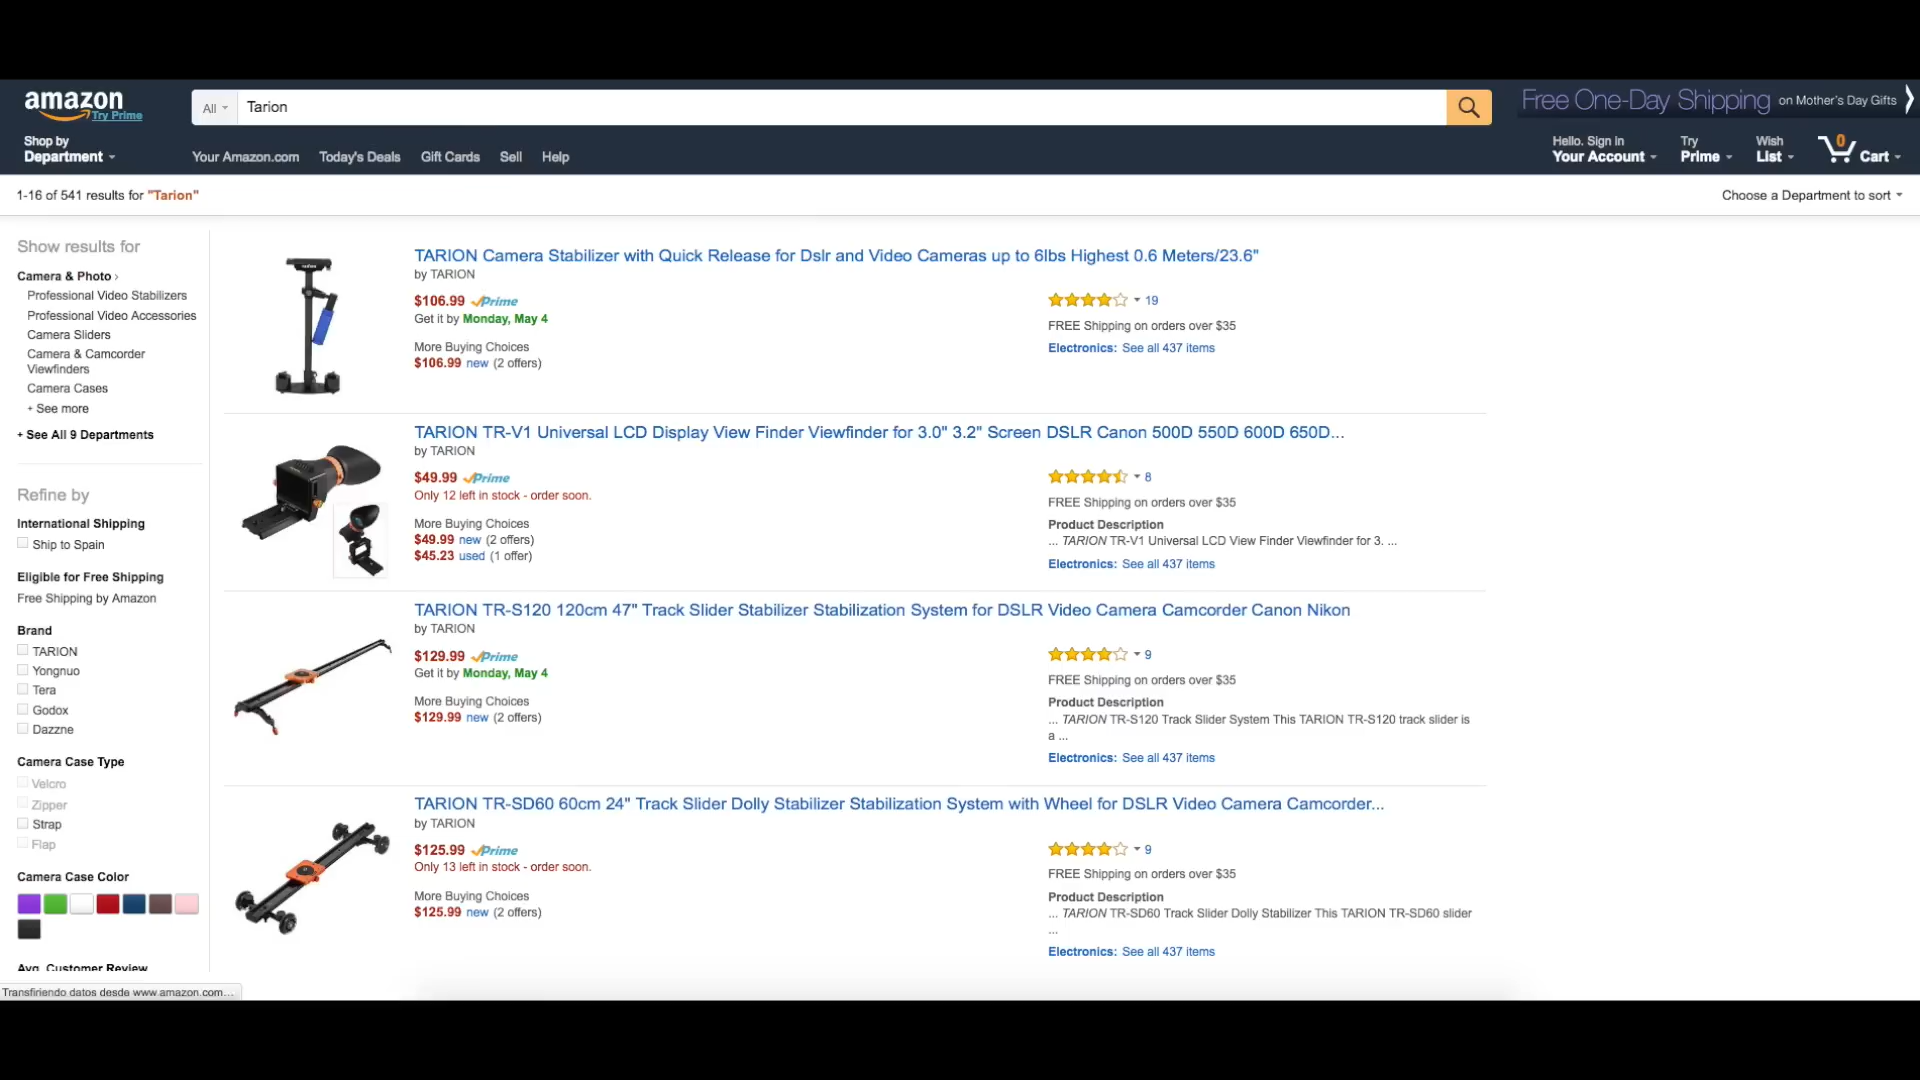 amazon
Try Prime
All
Tarion
Free One-Day Shipping on Mother's Day Gifts
Shop by
Department
Your Amazon.com
Today's Deals
Gift Cards
Sell
Help
Hello. Sign in
Your Account
Try
Prime
Wish
List
0
Cart
1-16 of 541 results for "Tarion"
Choose a Department to sort
Show results for
Camera & Photo ›
Professional Video Stabilizers
Professional Video Accessories
Camera Sliders
Camera & Camcorder
Viewfinders
Camera Cases
+ See more
+ See All 9 Departments
Refine by
International Shipping
Ship to Spain
Eligible for Free Shipping
Free Shipping by Amazon
Brand
TARION
Yongnuo
Tera
Godox
Dazzne
Camera Case Type
Velcro
Zipper
Strap
Flap
Camera Case Color
Avg. Customer Review
TARION Camera Stabilizer with Quick Release for Dslr and Video Cameras up to 6lbs Highest 0.6 Meters/23.6"
by TARION
$106.99 Prime
Get it by Monday, May 4
More Buying Choices
$106.99 new (2 offers)
19
FREE Shipping on orders over $35
Electronics: See all 437 items
TARION TR-V1 Universal LCD Display View Finder Viewfinder for 3.0" 3.2" Screen DSLR Canon 500D 550D 600D 650D...
by TARION
$49.99 Prime
Only 12 left in stock - order soon.
More Buying Choices
$49.99 new (2 offers)
$45.23 used (1 offer)
8
FREE Shipping on orders over $35
Product Description
... TARION TR-V1 Universal LCD View Finder Viewfinder for 3. ...
Electronics: See all 437 items
TARION TR-S120 120cm 47" Track Slider Stabilizer Stabilization System for DSLR Video Camera Camcorder Canon Nikon
by TARION
$129.99 Prime
Get it by Monday, May 4
More Buying Choices
$129.99 new (2 offers)
9
FREE Shipping on orders over $35
Product Description
... TARION TR-S120 Track Slider System This TARION TR-S120 track slider is
a ...
Electronics: See all 437 items
TARION TR-SD60 60cm 24" Track Slider Dolly Stabilizer Stabilization System with Wheel for DSLR Video Camera Camcorder...
by TARION
$125.99 Prime
Only 13 left in stock - order soon.
More Buying Choices
$125.99 new (2 offers)
9
FREE Shipping on orders over $35
Product Description
... TARION TR-SD60 Track Slider Dolly Stabilizer This TARION TR-SD60 slider
...
Electronics: See all 437 items
Transfiriendo datos desde www.amazon.com...